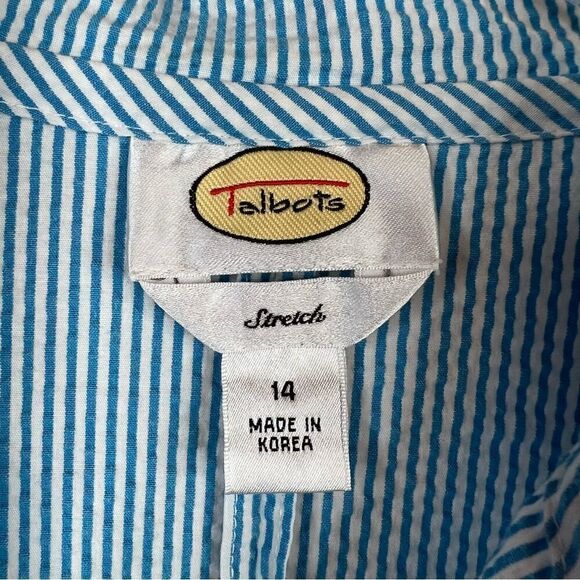 Talbots
Stretch
14
MADE IN
KOREA